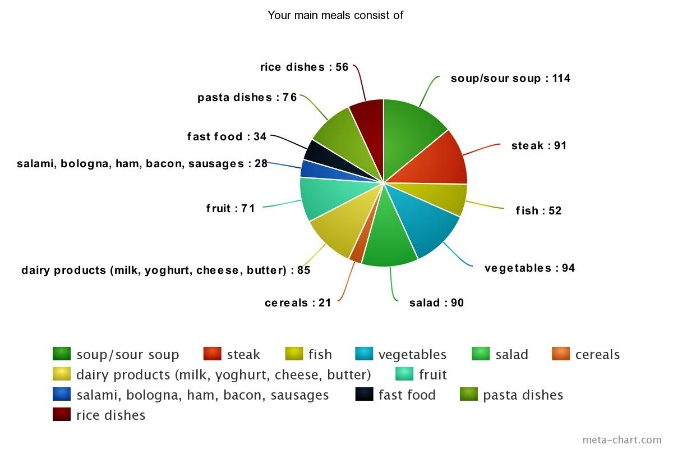 Your main meals consist of
rice dishes : 56
soup/sour soup : 114
pasta dishes : 76
fast food : 34
steak : 91
salami, bologna, ham, bacon, sausages : 28
fruit : 71
fish : 52
dairy products (milk, yoghurt, cheese, butter) : 85
vegetables : 94
cereals : 21
salad : 90
soup/sour soup steak fish vegetables salad cereals
dairy products (milk, yoghurt, cheese, butter) fruit
salami, bologna, ham, bacon, sausages fast food pasta dishes
rice dishes
meta-chart.com